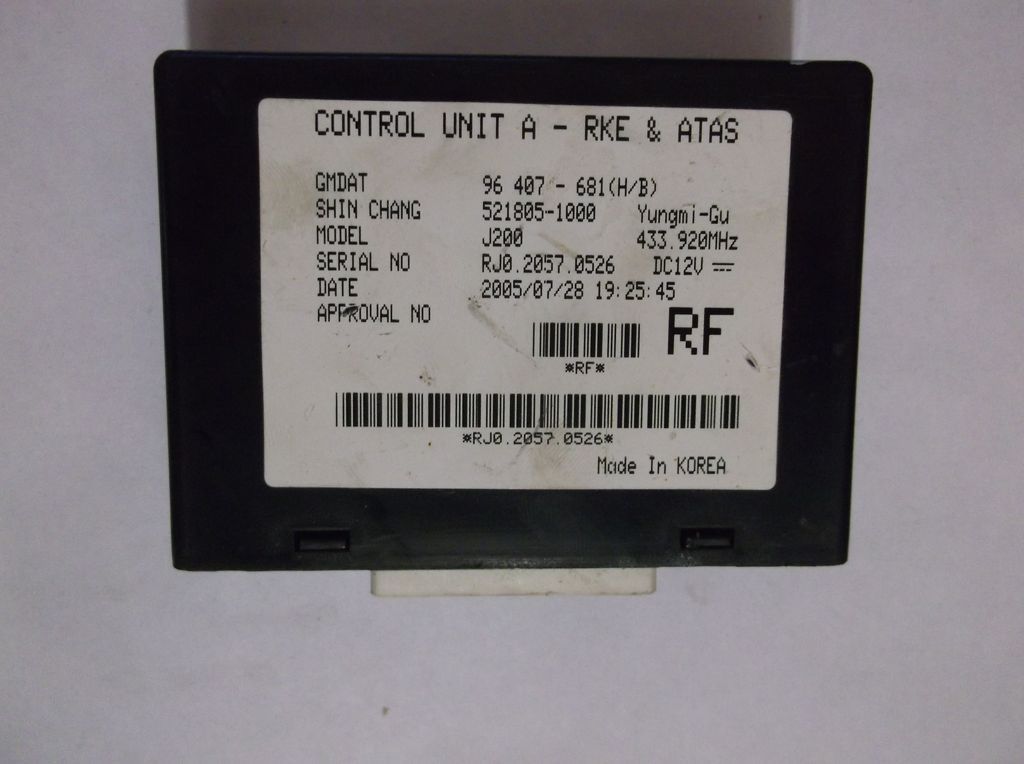 CONTROL UNIT A - RKE & ATAS
GMDAT 96 407 - 681(H/B)
SHIN CHANG 521805-1000 Yungmi-Gu
MODEL J200 433.920MHz
SERIAL NO RJ0.2057.0526 DC12V ⎓
DATE 2005/07/28 19:25:45
APPROVAL NO
RF
*RF*
*RJ0.2057.0526*
Made In KOREA